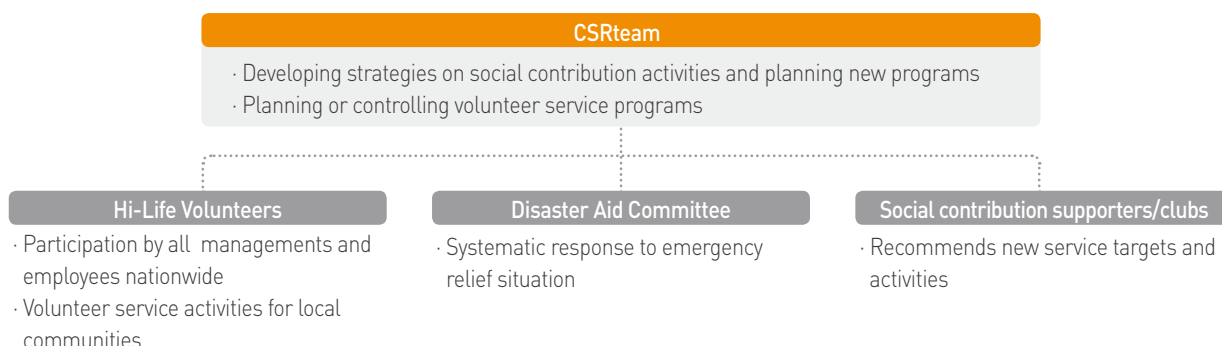 CSRteam
· Developing strategies on social contribution activities and planning new programs
· Planning or controlling volunteer service programs
Hi-Life Volunteers
· Participation by all managements and
employees nationwide
· Volunteer service activities for local
communities
Disaster Aid Committee
· Systematic response to emergency
relief situation
Social contribution supporters/clubs
· Recommends new service targets and
activities